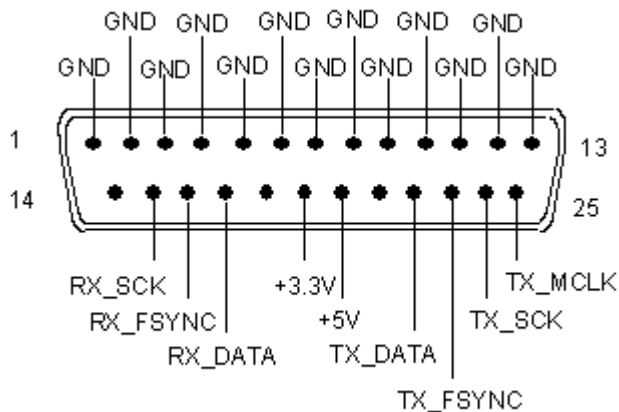 GND GND GND GND GND GND
GND GND GND GND GND GND GND
1
13
14
25
RX_SCK
+3.3V
TX_MCLK
RX_FSYNC
+5V
TX_SCK
RX_DATA
TX_DATA
TX_FSYNC